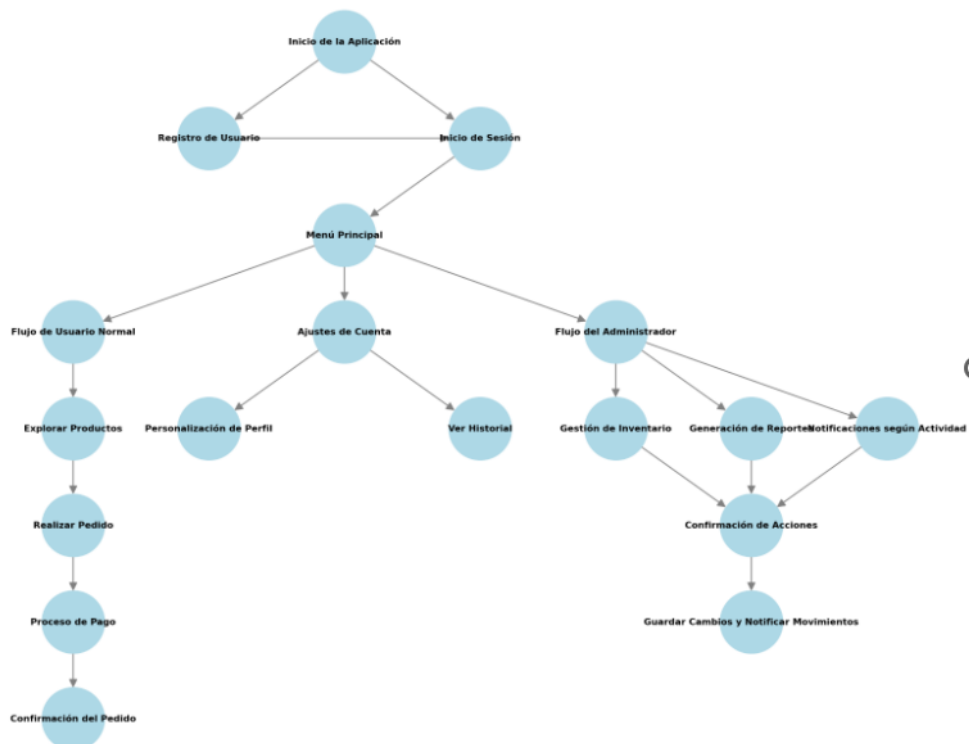 Inicio de la Aplicación
Registro de Usuario
Inicio de Sesión
Menú Principal
Flujo de Usuario Normal
Ajustes de Cuenta
Flujo del Administrador
Explorar Productos
Personalización de Perfil
Ver Historial
Gestión de Inventario
Generación de Reportes
Notificaciones según Actividad
Realizar Pedido
Confirmación de Acciones
Proceso de Pago
Guardar Cambios y Notificar Movimientos
Confirmación del Pedido